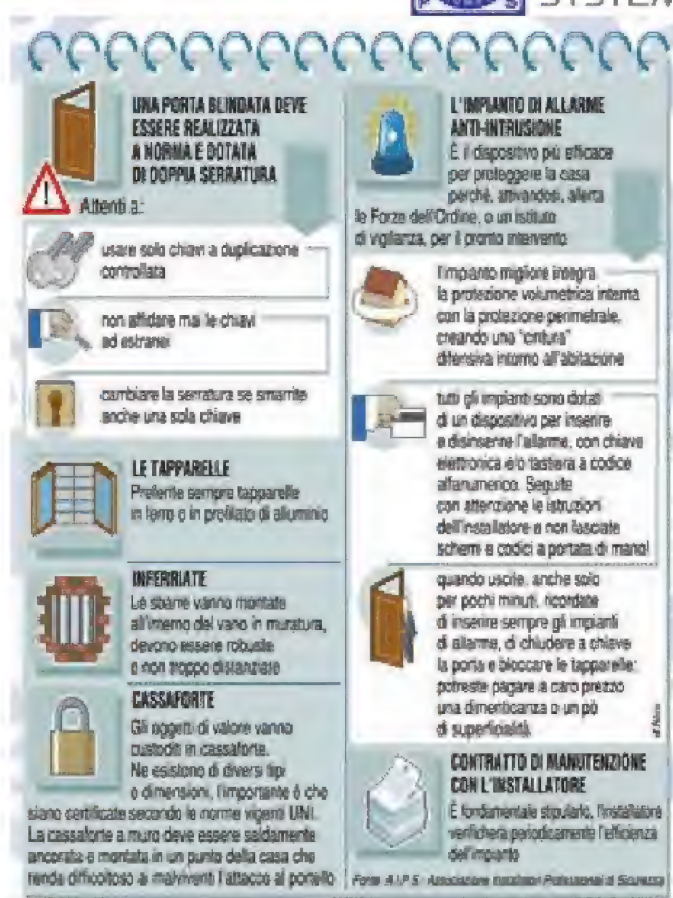 SYSTEM
UNA PORTA BLINDATA DEVE
ESSERE REALIZZATA
A NORMA E DOTATA
DI DOPPIA SERRATURA
Attenti a:
usare solo chiavi a duplicazione
controllata
non affidare mai le chiavi
ad estranei
cambiare la serratura se smarrite
anche una sola chiave
LE TAPPARELLE
Preferite sempre tapparelle
in ferro o in profilato di alluminio
INFERRIATE
Le sbarre vanno montate
all'interno del vano in muratura,
devono essere robuste
e non troppo distanziate
CASSAFORTE
Gli oggetti di valore vanno
custoditi in cassaforte.
Ne esistono di diversi tipi
e dimensioni, l'importante è che
siano certificate secondo le norme vigenti UNI.
La cassaforte a muro deve essere saldamente
ancorata e montata in un punto della casa che
renda difficoltoso ai malviventi l'attacco al portello
L'IMPIANTO DI ALLARME
ANTI-INTRUSIONE
È il dispositivo più efficace
per proteggere la casa
perché, attivandosi, allerta
le Forze dell'Ordine, o un istituto
di vigilanza, per il pronto intervento
l'impianto migliore integra
la protezione volumetrica interna
con la protezione perimetrale,
creando una "cintura"
difensiva intorno all'abitazione
tutti gli impianti sono dotati
di un dispositivo per inserire
e disinserire l'allarme, con chiave
elettronica e/o tastiera a codice
alfanumerico. Seguite
con attenzione le istruzioni
dell'installatore e non lasciate
schemi e codici a portata di mano!
quando uscite, anche solo
per pochi minuti, ricordate
di inserire sempre gli impianti
di allarme, di chiudere a chiave
la porta e bloccare le tapparelle:
potreste pagare a caro prezzo
una dimenticanza o un pò
di superficialità.
CONTRATTO DI MANUTENZIONE
CON L'INSTALLATORE
È fondamentale stipularlo, l'installatore
verificherà periodicamente l'efficienza
dell'impianto
Fonte: A.I.P.S. - Associazione Installatori Professionali di Sicurezza